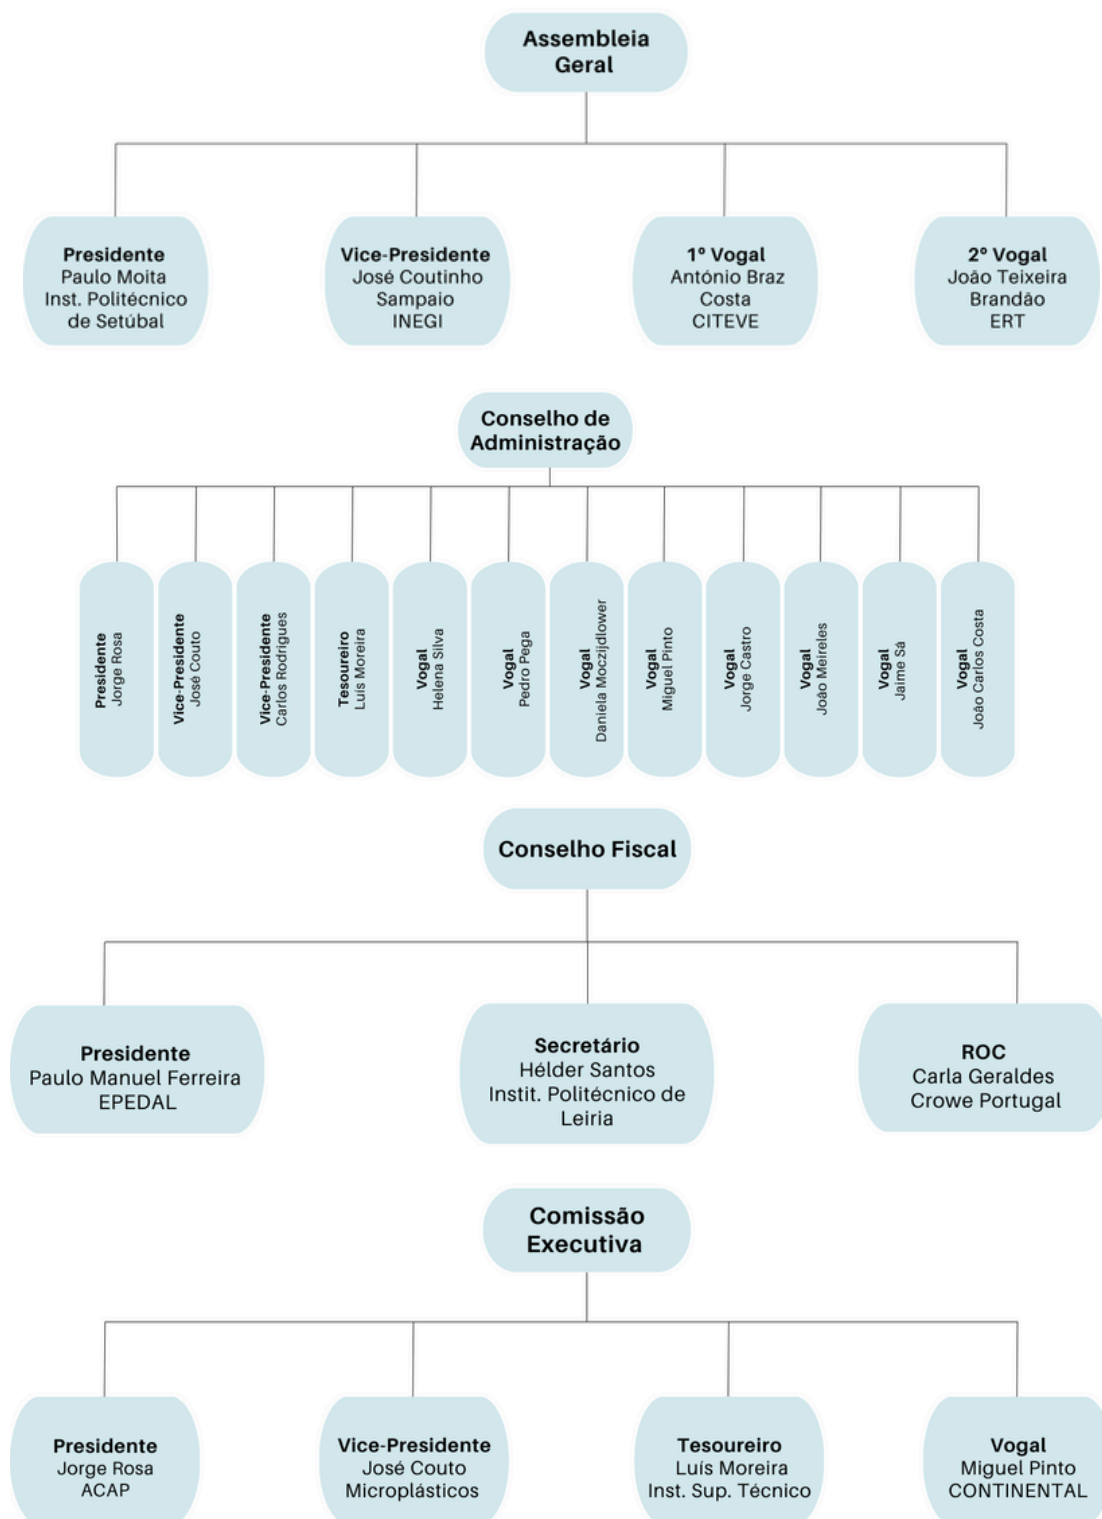 Assembleia
Geral
Presidente
Paulo Moita
Inst. Politécnico
de Setúbal
Vice-Presidente
José Coutinho
Sampaio
INEGI
1º Vogal
António Braz
Costa
CITEVE
2º Vogal
João Teixeira
Brandão
ERT
Conselho de
Administração
Presidente
Jorge Rosa
Vice-Presidente
José Couto
Vice-Presidente
Carlos Rodrigues
Tesoureiro
Luís Moreira
Vogal
Helena Silva
Vogal
Pedro Pega
Vogal
Daniela Moczijdlower
Vogal
Miguel Pinto
Vogal
Jorge Castro
Vogal
João Meireles
Vogal
Jaime Sá
Vogal
João Carlos Costa
Conselho Fiscal
Presidente
Paulo Manuel Ferreira
EPEDAL
Secretário
Hélder Santos
Instit. Politécnico de
Leiria
ROC
Carla Geraldes
Crowe Portugal
Comissão
Executiva
Presidente
Jorge Rosa
ACAP
Vice-Presidente
José Couto
Microplásticos
Tesoureiro
Luís Moreira
Inst. Sup. Técnico
Vogal
Miguel Pinto
CONTINENTAL